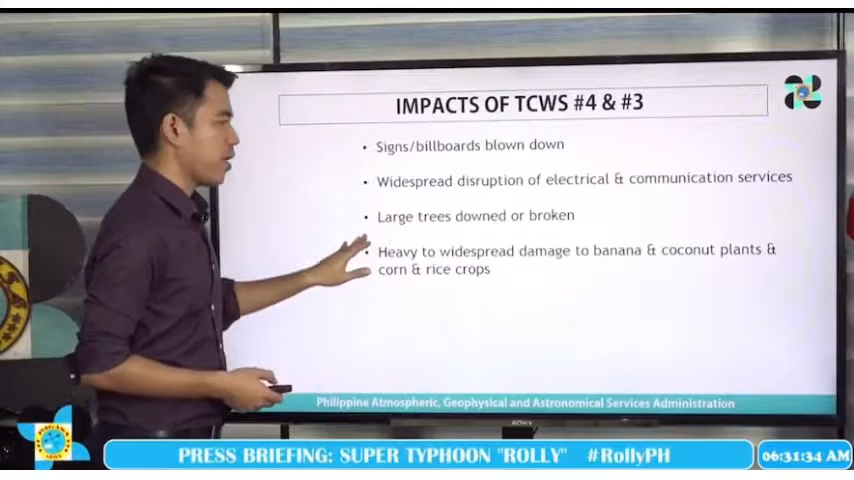 IMPACTS OF TCWS #4 & #3
• Signs/billboards blown down
• Widespread disruption of electrical & communication services
• Large trees downed or broken
• Heavy to widespread damage to banana & coconut plants &
corn & rice crops
Philippine Atmospheric, Geophysical and Astronomical Services Administration
SONY
PRESS BRIEFING: SUPER TYPHOON "ROLLY" #RollyPH
06:31:34 AM